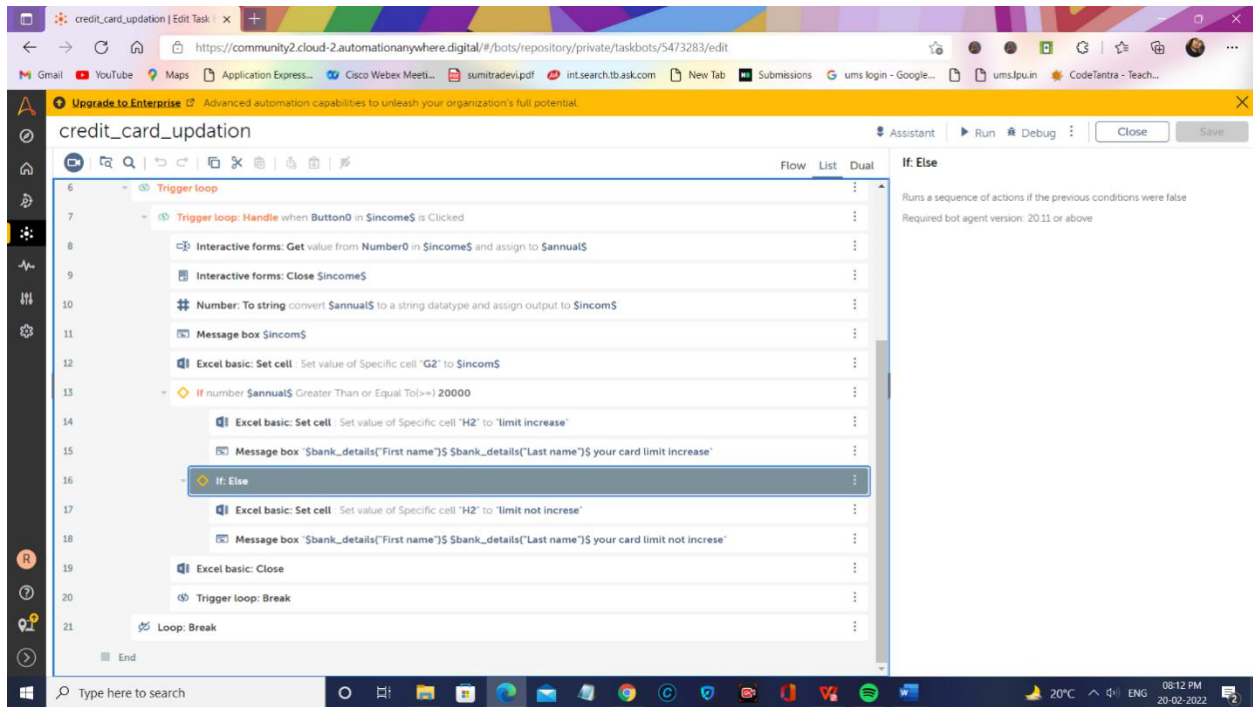 credit_card_updation | Edit Task
https://community2.cloud-2.automationanywhere.digital/#/bots/repository/private/taskbots/5473283/edit
Gmail YouTube Maps Application Express... Cisco Webex Meeti... sumitradevi.pdf int.search.tb.ask.com New Tab Submissions ums login - Google... ums.lpu.in CodeTantra - Teach...
Upgrade to Enterprise Advanced automation capabilities to unleash your organization's full potential.
credit_card_updation Assistant Run Debug Close Save
Flow List Dual
If: Else
Runs a sequence of actions if the previous conditions were false
Required bot agent version: 20.11 or above
6 Trigger loop
7 Trigger loop: Handle when Button0 in $income$ is Clicked
8 Interactive forms: Get value from Number0 in $income$ and assign to $annual$
9 Interactive forms: Close $income$
10 Number: To string convert $annual$ to a string datatype and assign output to $incom$
11 Message box $incom$
12 Excel basic: Set cell : Set value of Specific cell "G2" to $incom$
13 If number $annual$ Greater Than or Equal To(>=) 20000
14 Excel basic: Set cell : Set value of Specific cell "H2" to "limit increase"
15 Message box "$bank_details{"First name"}$ $bank_details{"Last name"}$ your card limit increase"
16 If: Else
17 Excel basic: Set cell : Set value of Specific cell "H2" to "limit not increse"
18 Message box "$bank_details{"First name"}$ $bank_details{"Last name"}$ your card limit not increse"
19 Excel basic: Close
20 Trigger loop: Break
21 Loop: Break
End
R
Type here to search
20°C ENG
08:12 PM
20-02-2022
2